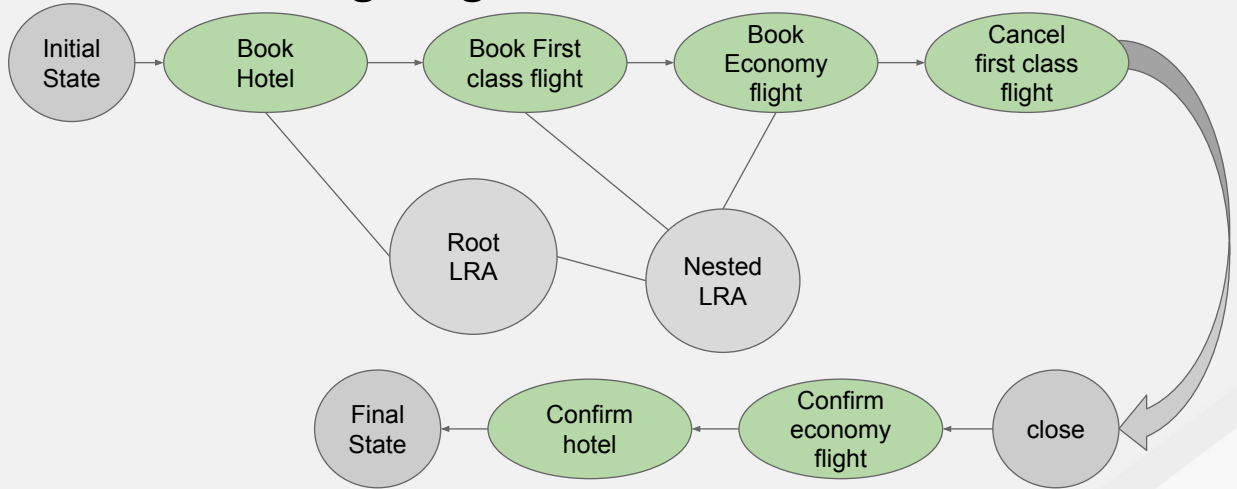 Initial
State
Book
Hotel
Book First
class flight
Book
Economy
flight
Cancel
first class
flight
Root
LRA
Nested
LRA
Final
State
Confirm
hotel
Confirm
economy
flight
close